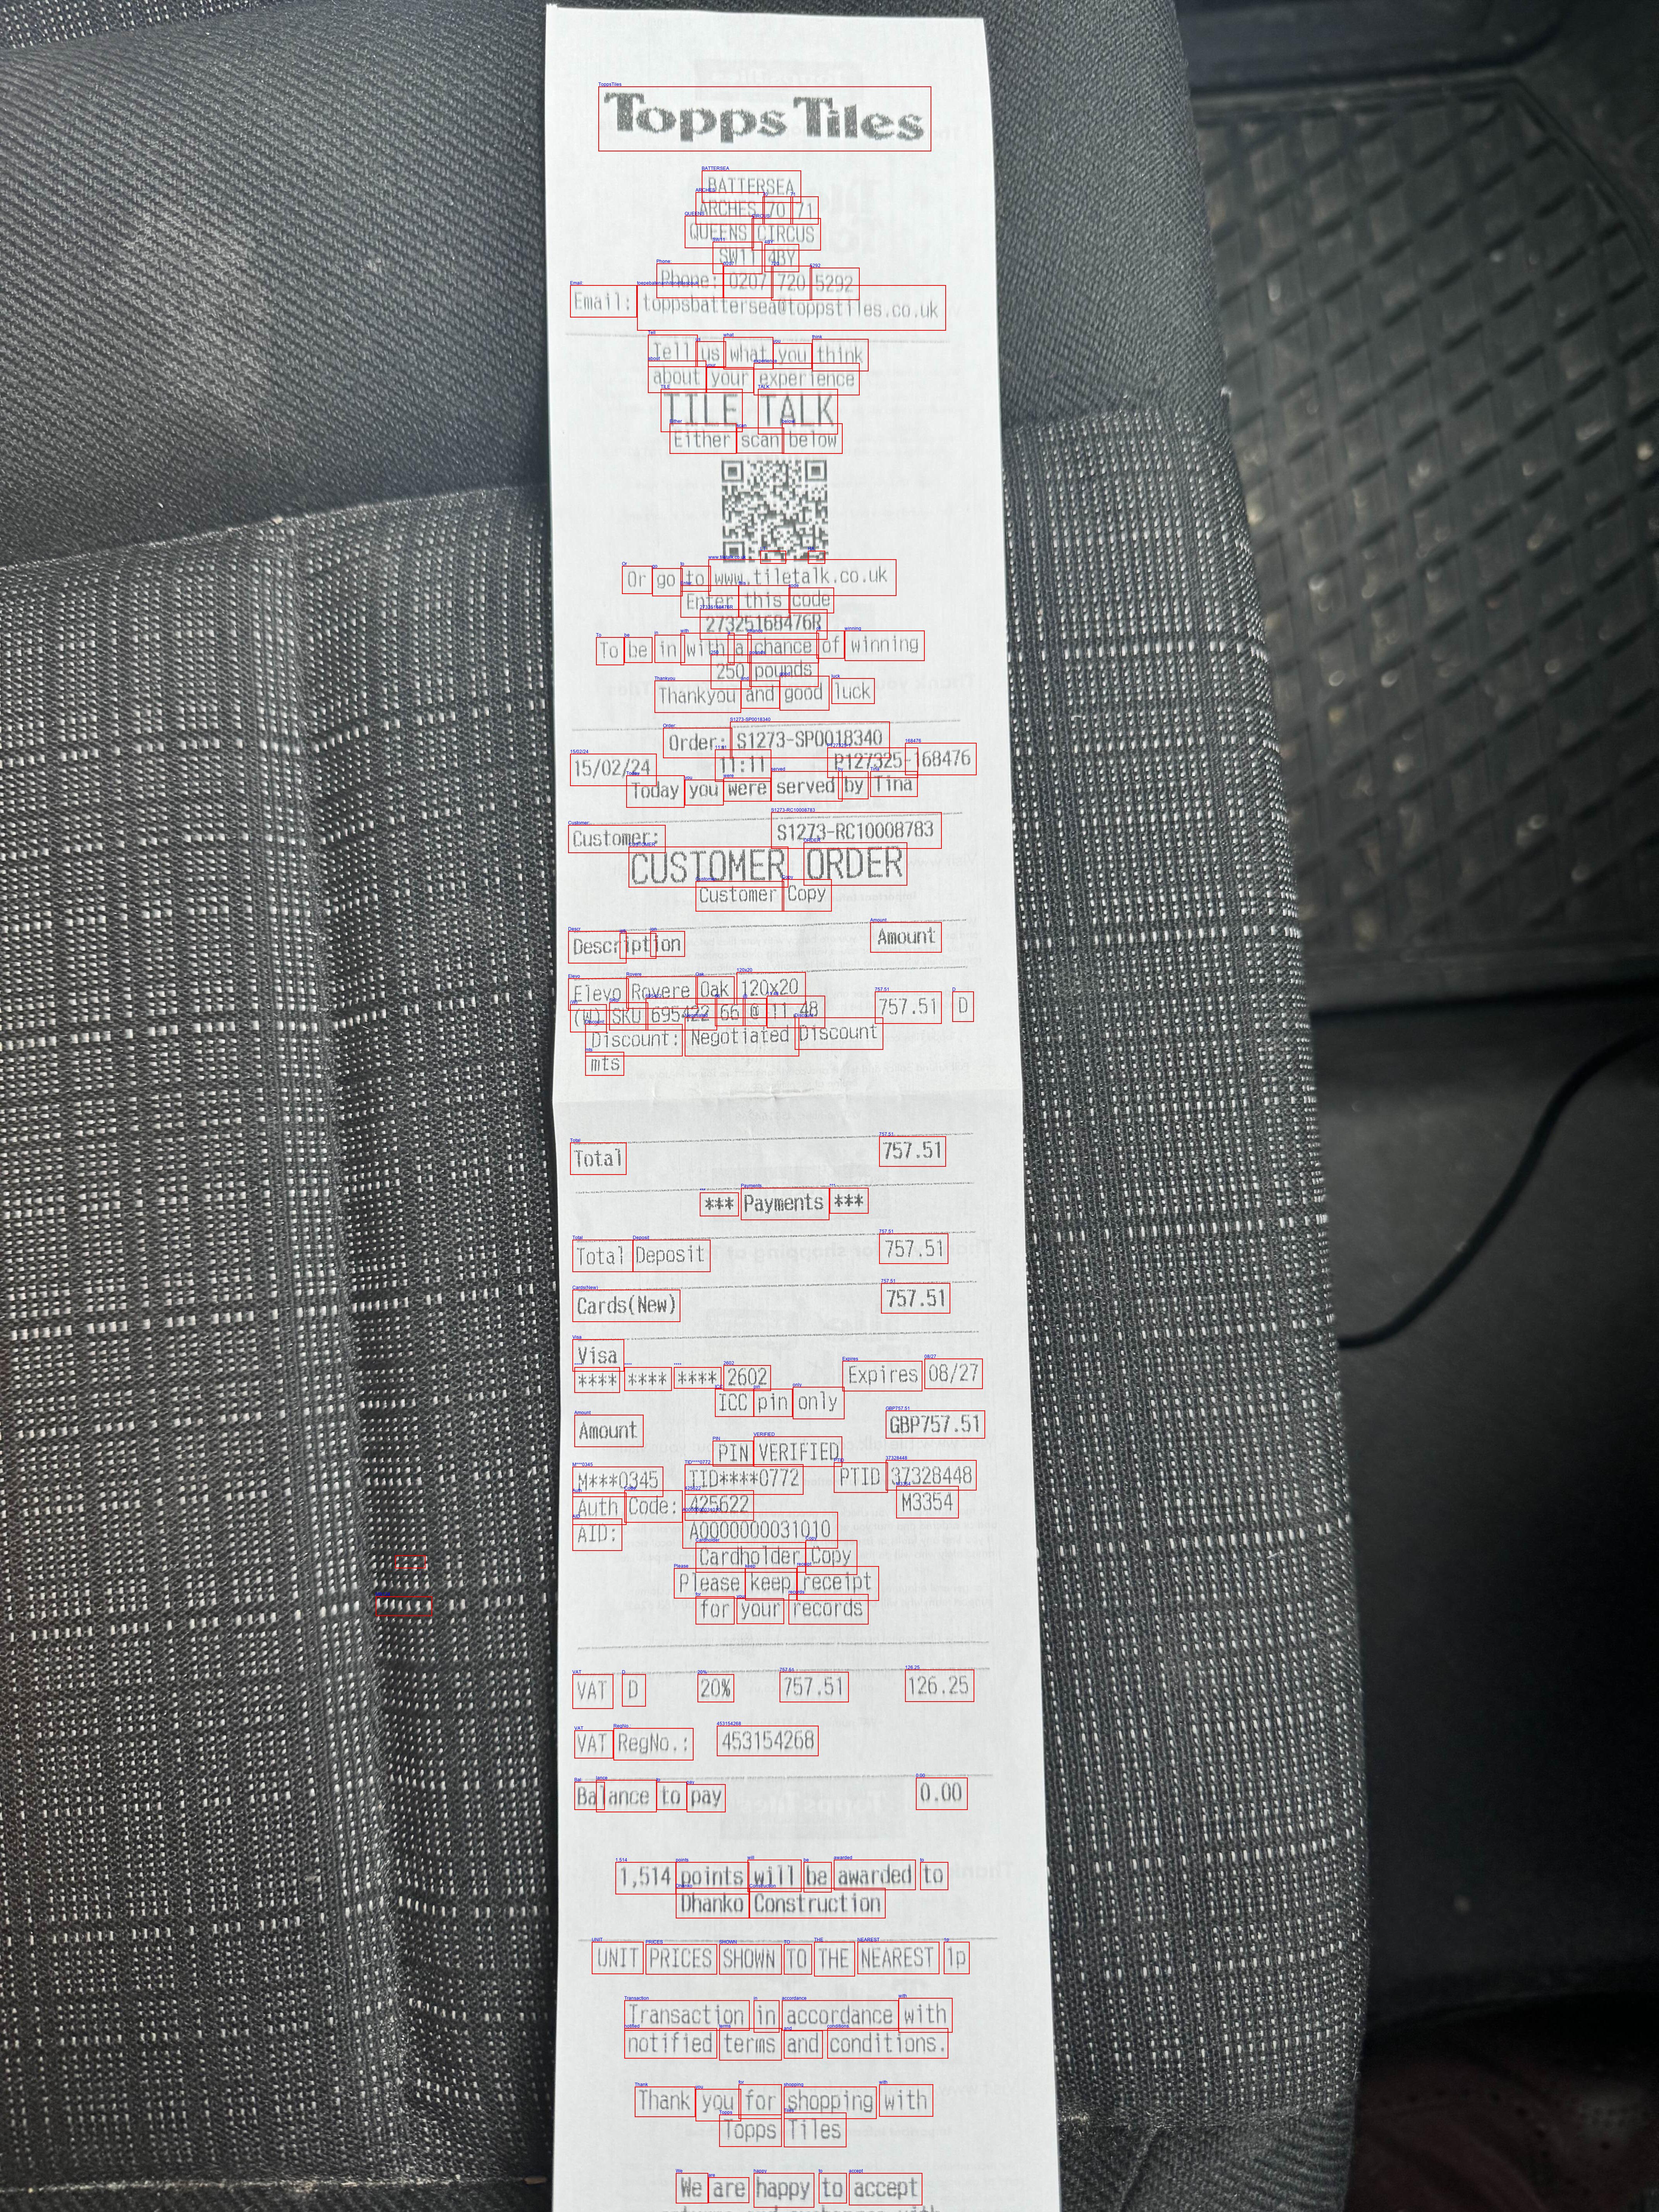 Topps Tiles
BATTERSEA
ARCHES 70 71
QUEENS CIRCUS
SW11 4BY
Phone: 0207 720 5292
Email: toppsbattersea@toppstiles.co.uk
Tell us what you think
about your experience
TILE TALK
Either scan below
Or go to www.tiletalk.co.uk
Enter this code
27325168476R
To be in with a chance of winning
250 pounds
Thankyou and good luck
Order: S1273-SP0018340
15/02/24 11:11 P127325-168476
Today you were served by Tina
Customer: S1273-RC10008783
CUSTOMER ORDER
Customer Copy
Description Amount
Elevo Rovere Oak 120x20
(W) SKU 695422 66 @ 11.48 757.51 D
Discount: Negotiated Discount
mts
Total 757.51
*** Payments ***
Total Deposit 757.51
Cards(New) 757.51
Visa
**** **** **** 2602 Expires 08/27
ICC pin only
Amount GBP757.51
PIN VERIFIED
M***0345 TID****0772 PTID 37328448
Auth Code: 425622 M3354
AID: A0000000031010
Cardholder Copy
Please keep receipt
for your records
VAT D 20% 757.51 126.25
VAT RegNo.: 453154268
Balance to pay 0.00
1,514 points will be awarded to
Dhanko Construction
UNIT PRICES SHOWN TO THE NEAREST 1p
Transaction in accordance with
notified terms and conditions.
Thank you for shopping with
Topps Tiles
We are happy to accept